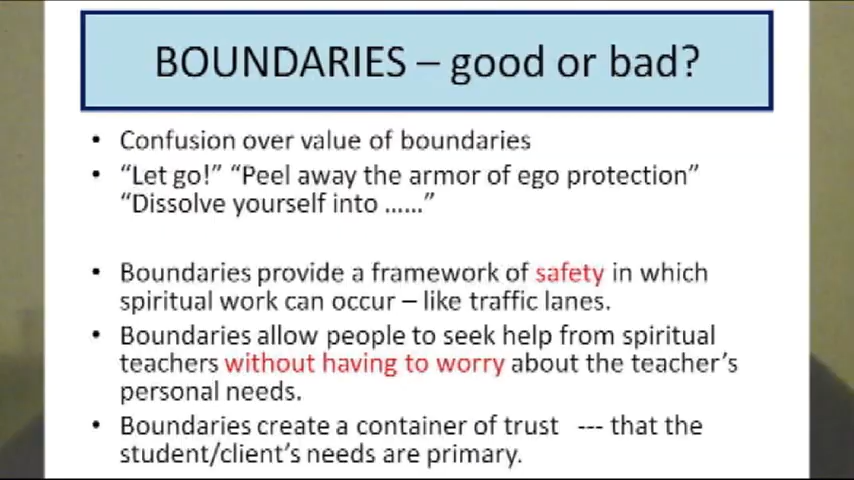 BOUNDARIES – good or bad?
• Confusion over value of boundaries
• “Let go!” “Peel away the armor of ego protection”
“Dissolve yourself into ......”
• Boundaries provide a framework of safety in which
spiritual work can occur – like traffic lanes.
• Boundaries allow people to seek help from spiritual
teachers without having to worry about the teacher’s
personal needs.
• Boundaries create a container of trust --- that the
student/client’s needs are primary.